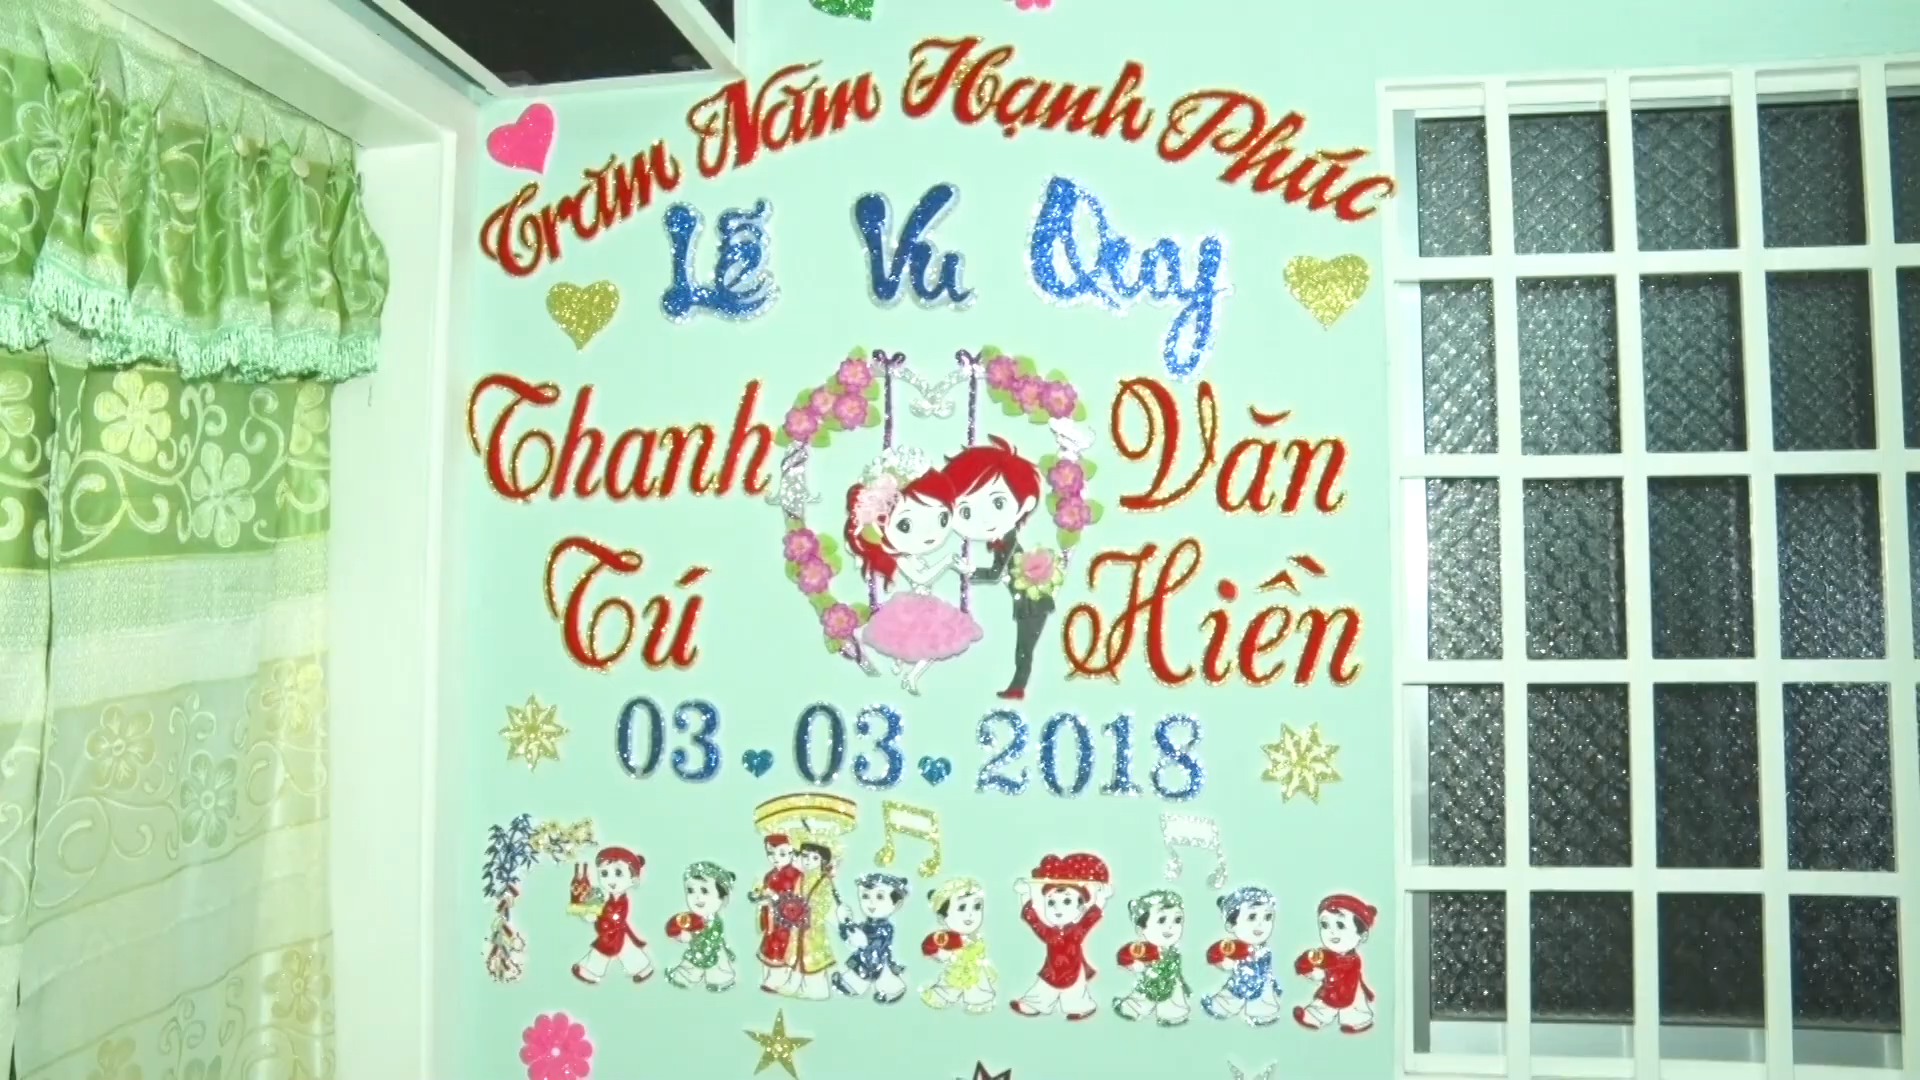 Trăm Năm Hạnh Phúc
Lễ Vu Quy
Thanh Văn
Tú Hiền
03 . 03 . 2018